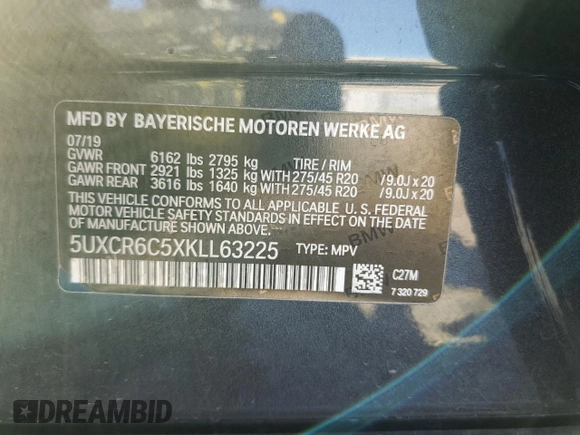 MFD BY BAYERISCHE MOTOREN WERKE AG
07/19
GVWR 6162 lbs 2795 kg TIRE / RIM
GAWR FRONT 2921 lbs 1325 kg WITH 275/45 R20 /9.0J x 20
GAWR REAR 3616 lbs 1640 kg WITH 275/45 R20 /9.0J x 20
THIS VEHICLE CONFORMS TO ALL APPLICABLE U.S. FEDERAL
MOTOR VEHICLE SAFETY STANDARDS IN EFFECT ON THE DATE
OF MANUFACTURE SHOWN ABOVE.
5UXCR6C5XKLL63225 TYPE: MPV
C27M
7 320 729
BMW
DREAMBID